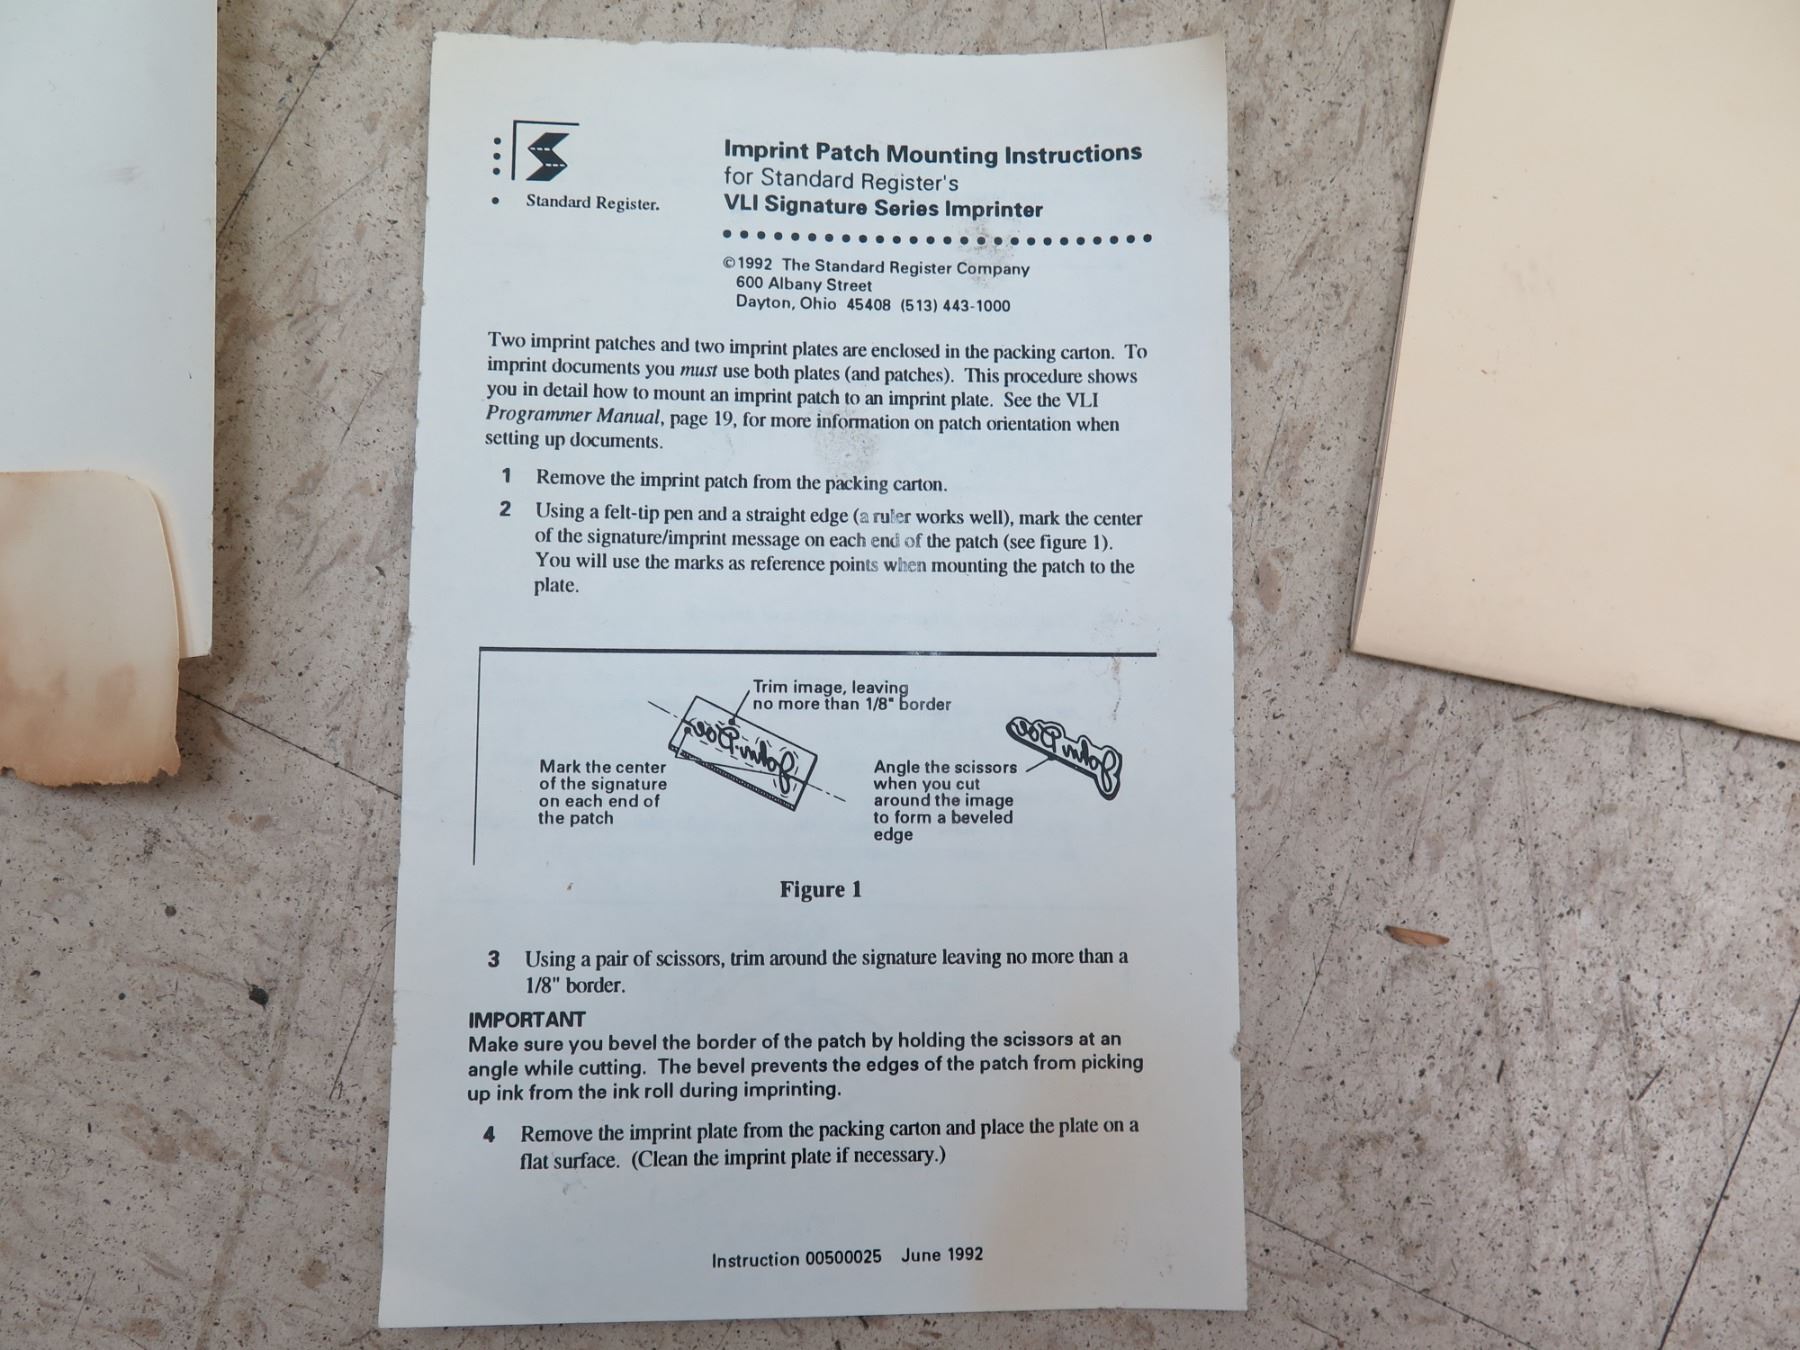 Standard Register.
Imprint Patch Mounting Instructions
for Standard Register's
VLI Signature Series Imprinter
©1992 The Standard Register Company
600 Albany Street
Dayton, Ohio 45408 (513) 443-1000
Two imprint patches and two imprint plates are enclosed in the packing carton. To
imprint documents you must use both plates (and patches). This procedure shows
you in detail how to mount an imprint patch to an imprint plate. See the VLI
Programmer Manual, page 19, for more information on patch orientation when
setting up documents.
1 Remove the imprint patch from the packing carton.
2 Using a felt-tip pen and a straight edge (a ruler works well), mark the center
of the signature/imprint message on each end of the patch (see figure 1).
You will use the marks as reference points when mounting the patch to the
plate.
Trim image, leaving
no more than 1/8" border
John Doe
John Doe
Mark the center
of the signature
on each end of
the patch
Angle the scissors
when you cut
around the image
to form a beveled
edge
Figure 1
3 Using a pair of scissors, trim around the signature leaving no more than a
1/8" border.
IMPORTANT
Make sure you bevel the border of the patch by holding the scissors at an
angle while cutting. The bevel prevents the edges of the patch from picking
up ink from the ink roll during imprinting.
4 Remove the imprint plate from the packing carton and place the plate on a
flat surface. (Clean the imprint plate if necessary.)
Instruction 00500025 June 1992